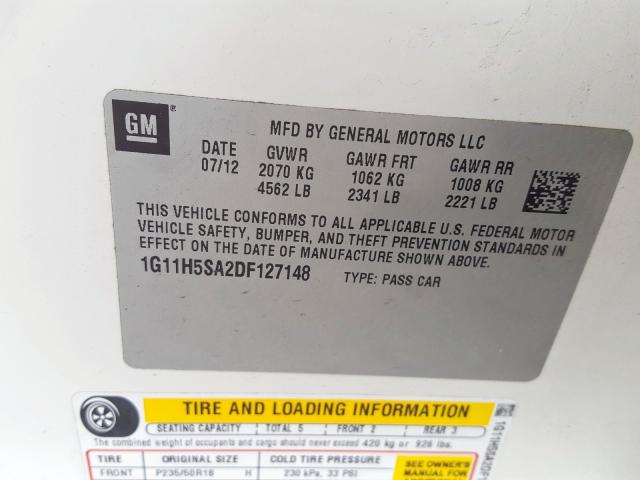 GM ®
MFD BY GENERAL MOTORS LLC
DATE GVWR GAWR FRT GAWR RR
07/12 2070 KG 1062 KG 1008 KG
4562 LB 2341 LB 2221 LB
THIS VEHICLE CONFORMS TO ALL APPLICABLE U.S. FEDERAL MOTOR
VEHICLE SAFETY, BUMPER, AND THEFT PREVENTION STANDARDS IN
EFFECT ON THE DATE OF MANUFACTURE SHOWN ABOVE.
1G11H5SA2DF127148 TYPE: PASS CAR
TIRE AND LOADING INFORMATION
SEATING CAPACITY TOTAL 5 FRONT 2 REAR 3
The combined weight of occupants and cargo should never exceed 420 kg or 926 lbs.
TIRE ORIGINAL SIZE COLD TIRE PRESSURE
FRONT P235/50R18 H 230 kPa, 33 PSI
SEE OWNER'S
MANUAL FOR
1G11H5SA2DF